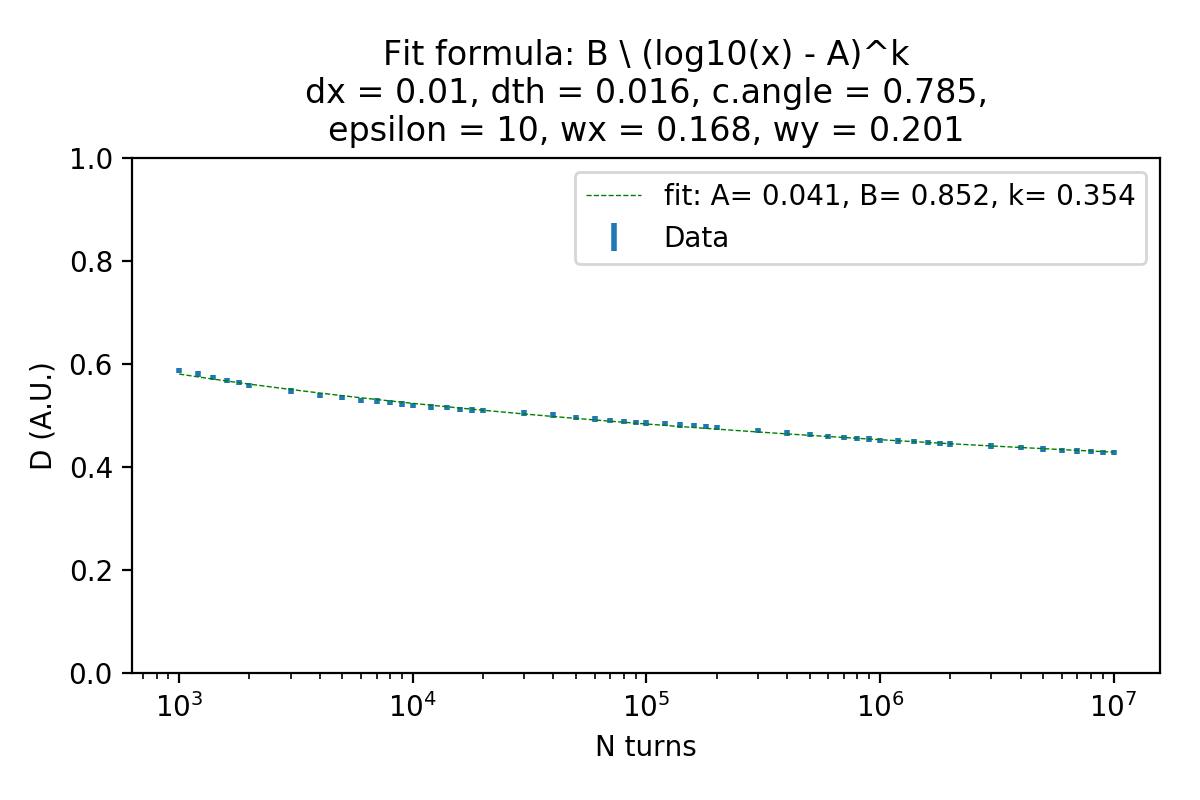 Fit formula: B \ (log10(x) - A)^k
dx = 0.01, dth = 0.016, c.angle = 0.785,
epsilon = 10, wx = 0.168, wy = 0.201
fit: A= 0.041, B= 0.852, k= 0.354
Data
1.0
0.8
0.6
0.4
0.2
0.0
D (A.U.)
10³ 10⁴ 10⁵ 10⁶ 10⁷
N turns